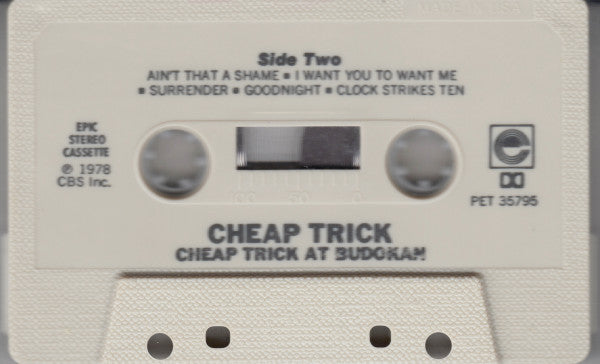 MADE IN U.S.A.
Side Two
AIN'T THAT A SHAME ▪ I WANT YOU TO WANT ME
▪ SURRENDER ▪ GOODNIGHT ▪ CLOCK STRIKES TEN
EPIC
STEREO
CASSETTE
℗ 1978
CBS Inc.
PET 35795
CHEAP TRICK
CHEAP TRICK AT BUDOKAN